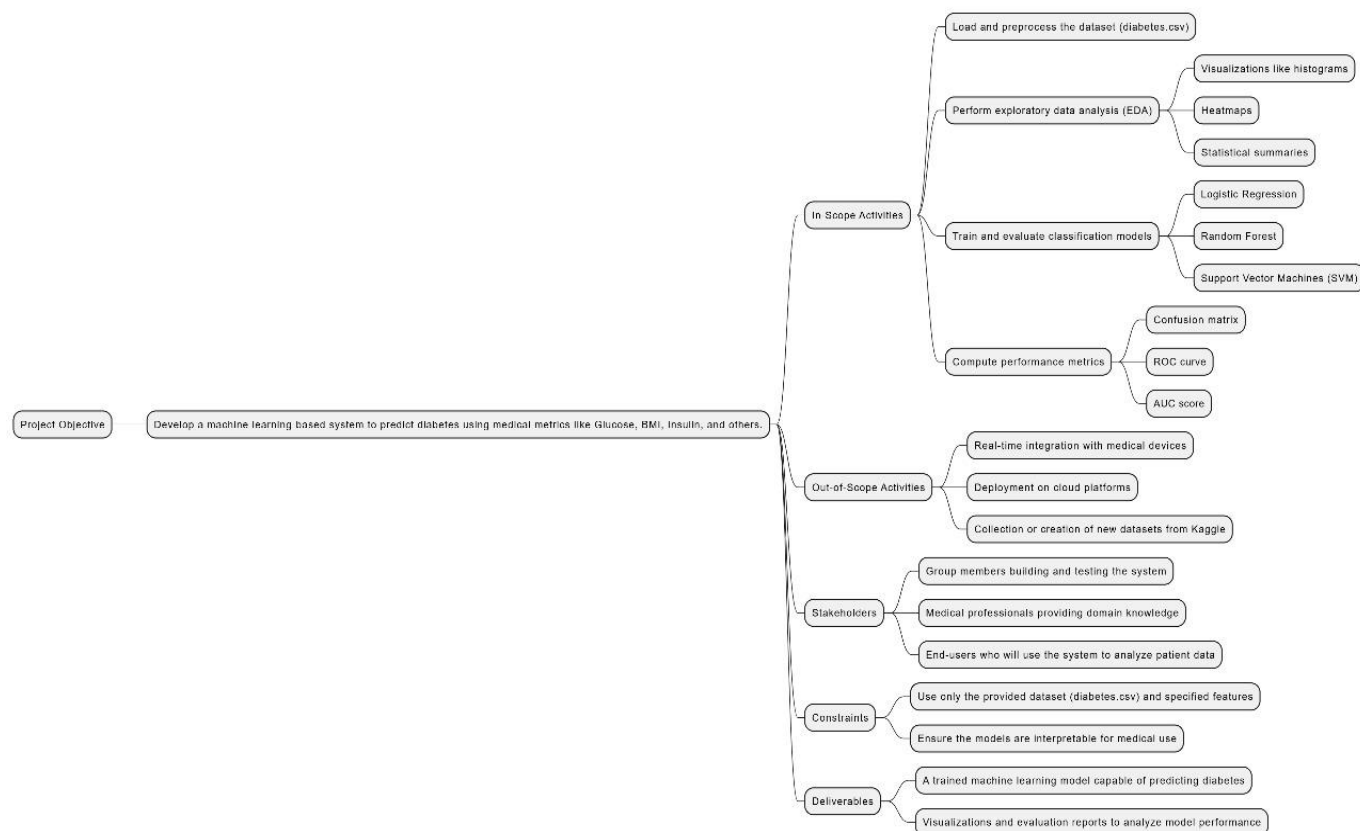 Project Objective
Develop a machine learning based system to predict diabetes using medical metrics like Glucose, BMI, Insulin, and others.
In Scope Activities
Load and preprocess the dataset (diabetes.csv)
Perform exploratory data analysis (EDA)
Visualizations like histograms
Heatmaps
Statistical summaries
Train and evaluate classification models
Logistic Regression
Random Forest
Support Vector Machines (SVM)
Compute performance metrics
Confusion matrix
ROC curve
AUC score
Out-of-Scope Activities
Real-time integration with medical devices
Deployment on cloud platforms
Collection or creation of new datasets from Kaggle
Stakeholders
Group members building and testing the system
Medical professionals providing domain knowledge
End-users who will use the system to analyze patient data
Constraints
Use only the provided dataset (diabetes.csv) and specified features
Ensure the models are interpretable for medical use
Deliverables
A trained machine learning model capable of predicting diabetes
Visualizations and evaluation reports to analyze model performance